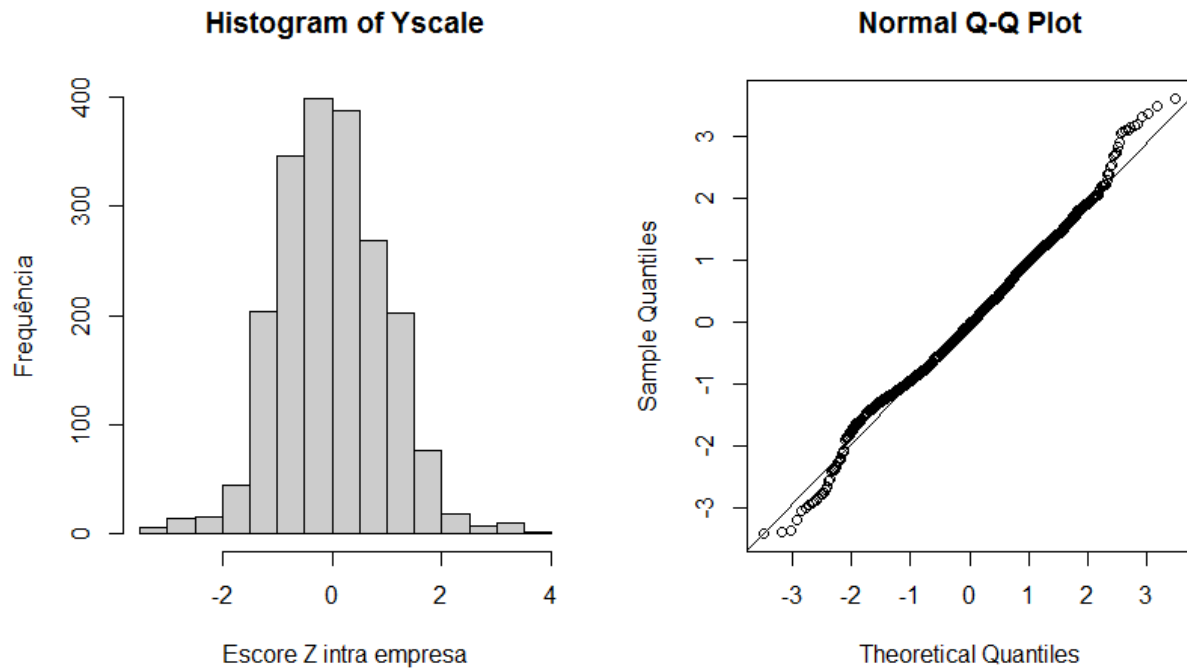 Histogram of Yscale
Frequência
400
300
200
100
0
-2 0 2 4
Escore Z intra empresa
Normal Q-Q Plot
Sample Quantiles
3
2
1
0
-1
-2
-3
-3 -2 -1 0 1 2 3
Theoretical Quantiles